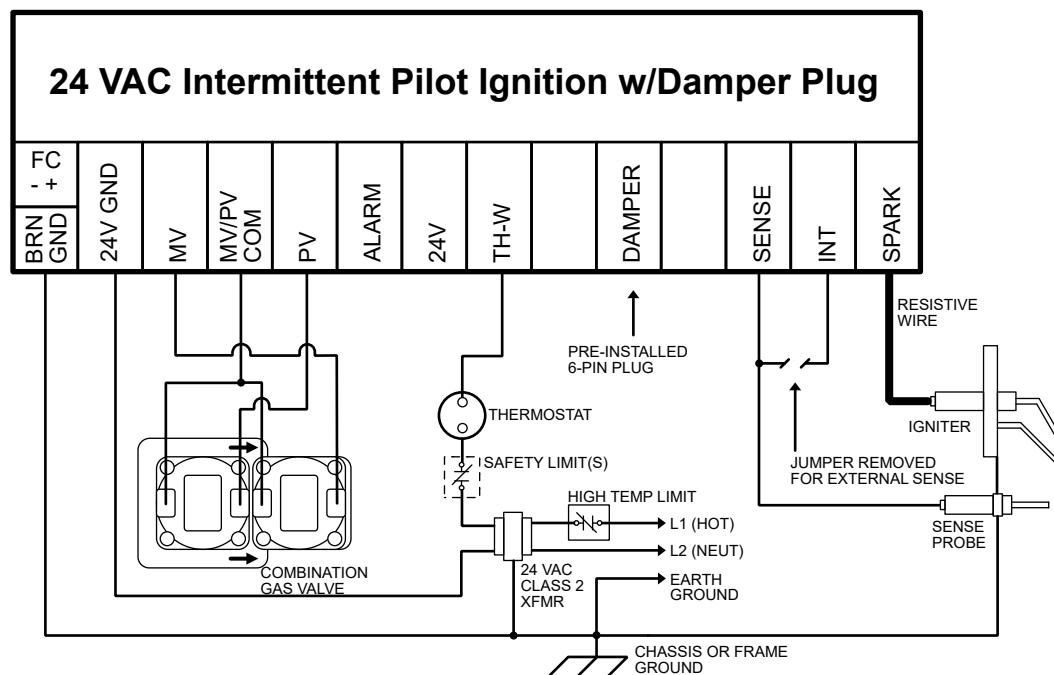 24 VAC Intermittent Pilot Ignition w/Damper Plug
FC
- +
BRN
GND
24V GND
MV
MV/PV
COM
PV
ALARM
24V
TH-W
DAMPER
SENSE
INT
SPARK
RESISTIVE
WIRE
PRE-INSTALLED
6-PIN PLUG
THERMOSTAT
IGNITER
SAFETY LIMIT(S)
JUMPER REMOVED
FOR EXTERNAL SENSE
HIGH TEMP LIMIT
L1 (HOT)
SENSE
PROBE
L2 (NEUT)
COMBINATION
GAS VALVE
24 VAC
CLASS 2
XFMR
EARTH
GROUND
CHASSIS OR FRAME
GROUND